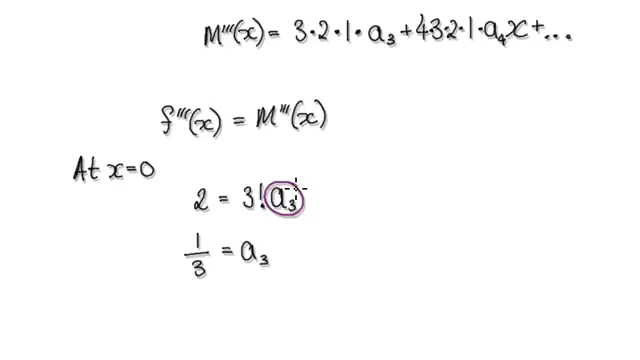 M'''(x) = 3·2·1·a₃ + 4·3·2·1·a₄x + ...
f'''(x) = M'''(x)
At x=0
2 = 3! a₃
1/3 = a₃